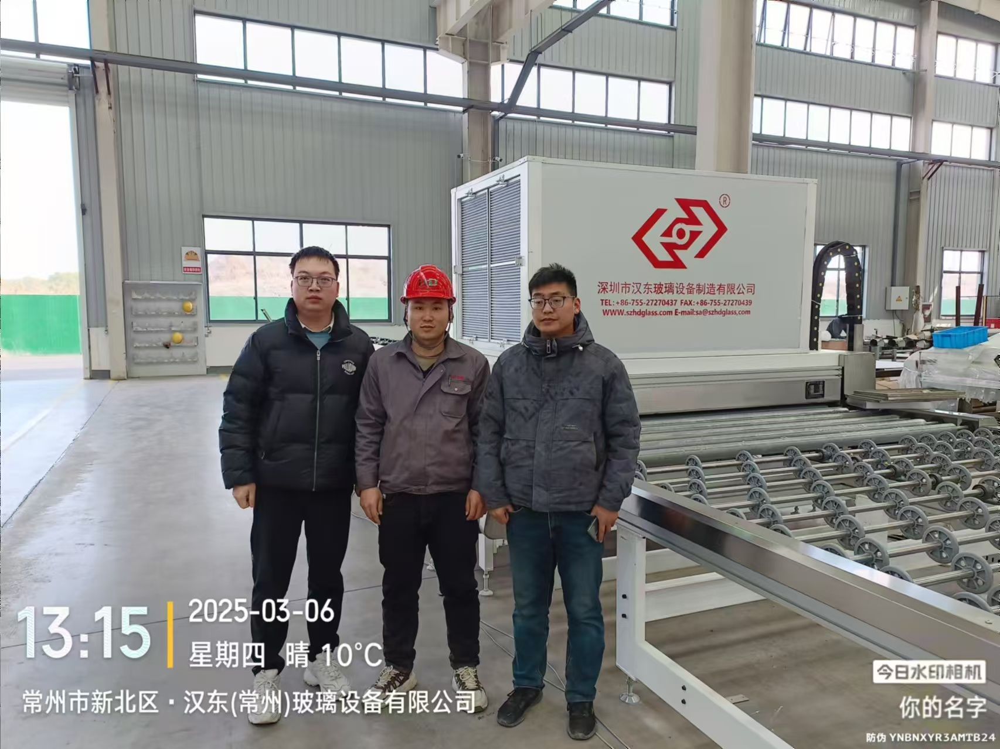 深圳市汉东玻璃设备制造有限公司
TEL:+86-755-27270437 FAX:+86-755-27270439
WWW.szhdglass.com E-mail:sa@szhdglass.com
®
13:15
2025-03-06
星期四 晴 10°C
常州市新北区·汉东(常州)玻璃设备有限公司
今日水印相机
你的名字
防伪 YNBNXYR3AMTB24